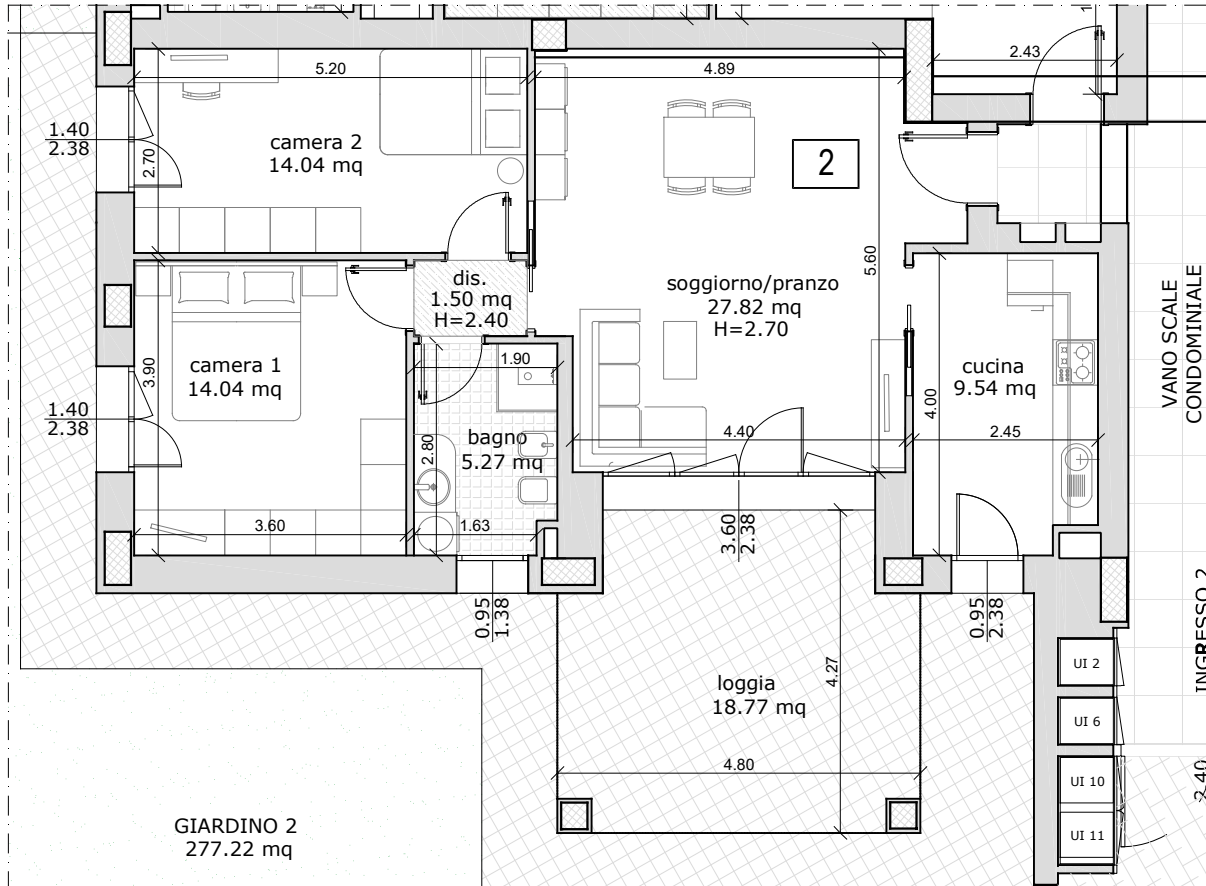 2.43
5.20
4.89
1.40
2.38
2.70
camera 2
14.04 mq
2
5.60
dis.
1.50 mq
H=2.40
soggiorno/pranzo
27.82 mq
H=2.70
VANO SCALE
CONDOMINIALE
camera 1
14.04 mq
3.90
1.90
cucina
9.54 mq
4.00
1.40
2.38
bagno
5.27 mq
2.80
4.40
2.45
3.60
1.63
3.60
2.38
0.95
1.38
0.95
2.38
INGRESSO 2
UI 2
loggia
18.77 mq
4.27
UI 6
4.80
UI 10
2.40
GIARDINO 2
277.22 mq
UI 11